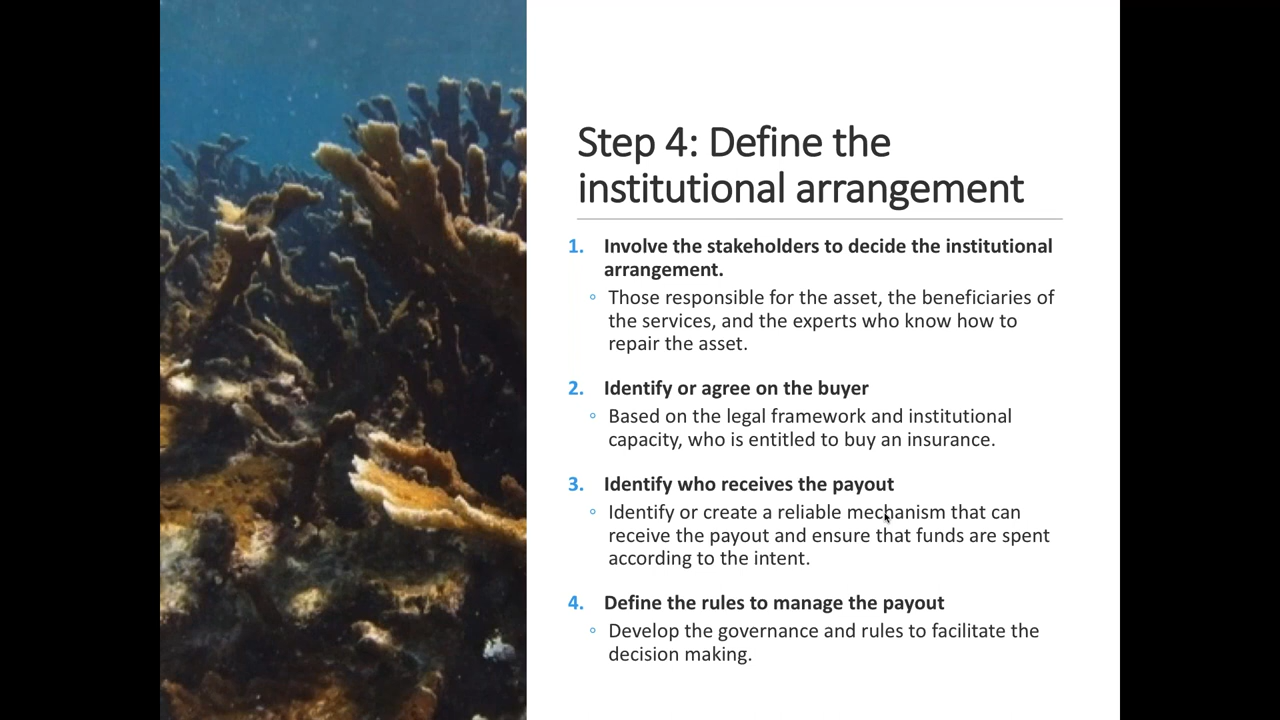 Step 4: Define the
institutional arrangement
1. Involve the stakeholders to decide the institutional
arrangement.
◦ Those responsible for the asset, the beneficiaries of
the services, and the experts who know how to
repair the asset.
2. Identify or agree on the buyer
◦ Based on the legal framework and institutional
capacity, who is entitled to buy an insurance.
3. Identify who receives the payout
◦ Identify or create a reliable mechanism that can
receive the payout and ensure that funds are spent
according to the intent.
4. Define the rules to manage the payout
◦ Develop the governance and rules to facilitate the
decision making.